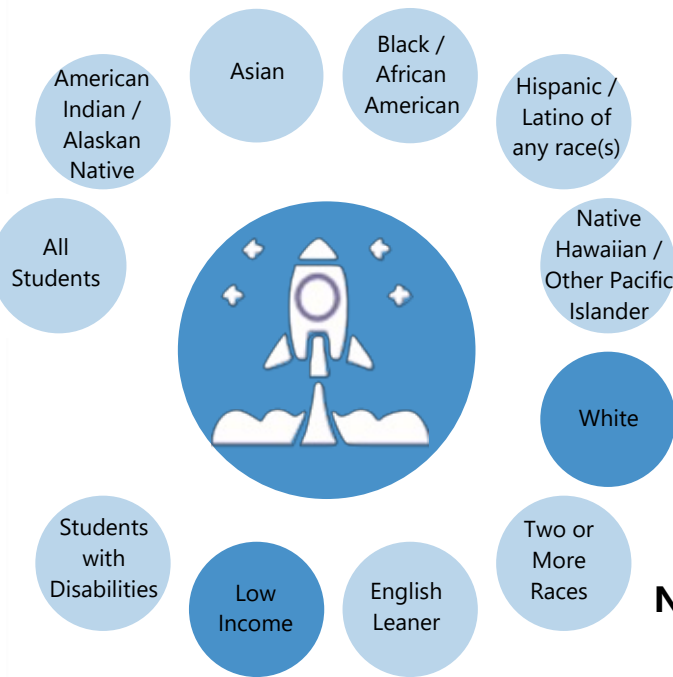 American
Indian /
Alaskan
Native
Asian
Black /
African
American
Hispanic /
Latino of
any race(s)
All
Students
Native
Hawaiian /
Other Pacific
Islander
White
Students
with
Disabilities
Low
Income
English
Leaner
Two or
More
Races
N